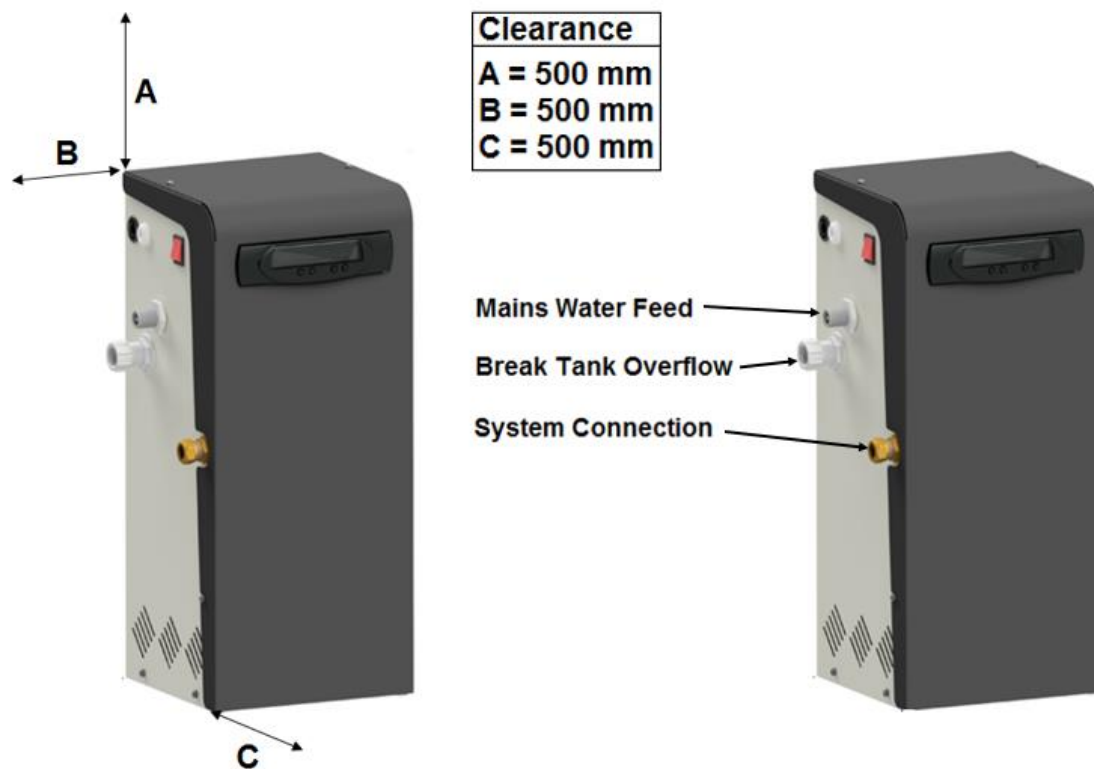 A
B
Clearance
A = 500 mm
B = 500 mm
C = 500 mm
Mains Water Feed
Break Tank Overflow
System Connection
C